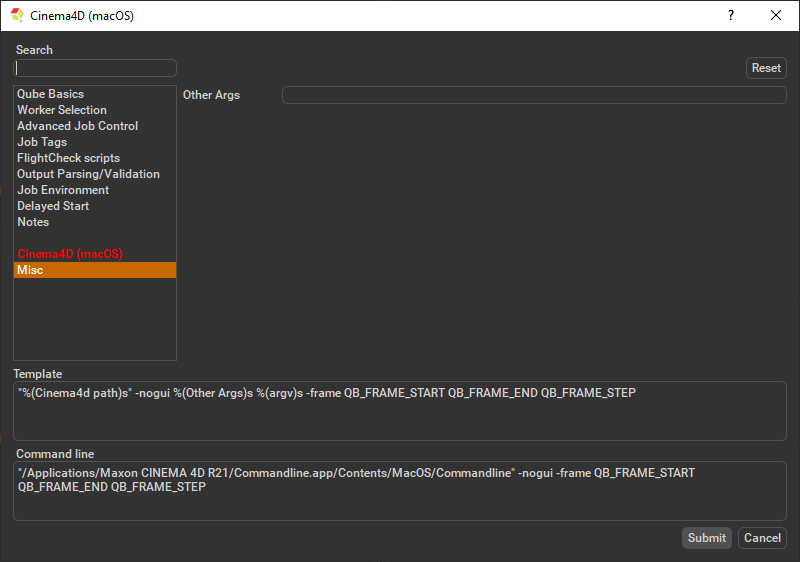 Cinema4D (macOS)
?
Search
Reset
Qube Basics
Other Args
Worker Selection
Advanced Job Control
Job Tags
FlightCheck scripts
Output Parsing/Validation
Job Environment
Delayed Start
Notes
Cinema4D (macOS)
Misc
Template
"%(Cinema4d path)s" -nogui %(Other Args)s %(argv)s -frame QB_FRAME_START QB_FRAME_END QB_FRAME_STEP
Command line
"/Applications/Maxon CINEMA 4D R21/Commandline.app/Contents/MacOS/Commandline" -nogui -frame QB_FRAME_START
QB_FRAME_END QB_FRAME_STEP
Submit
Cancel